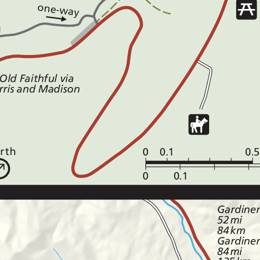 one-way
Old Faithful via
rris and Madison
rth
0 0.1 0.5
0 0.1
Gardiner
52 mi
84 km
Gardiner
84 mi